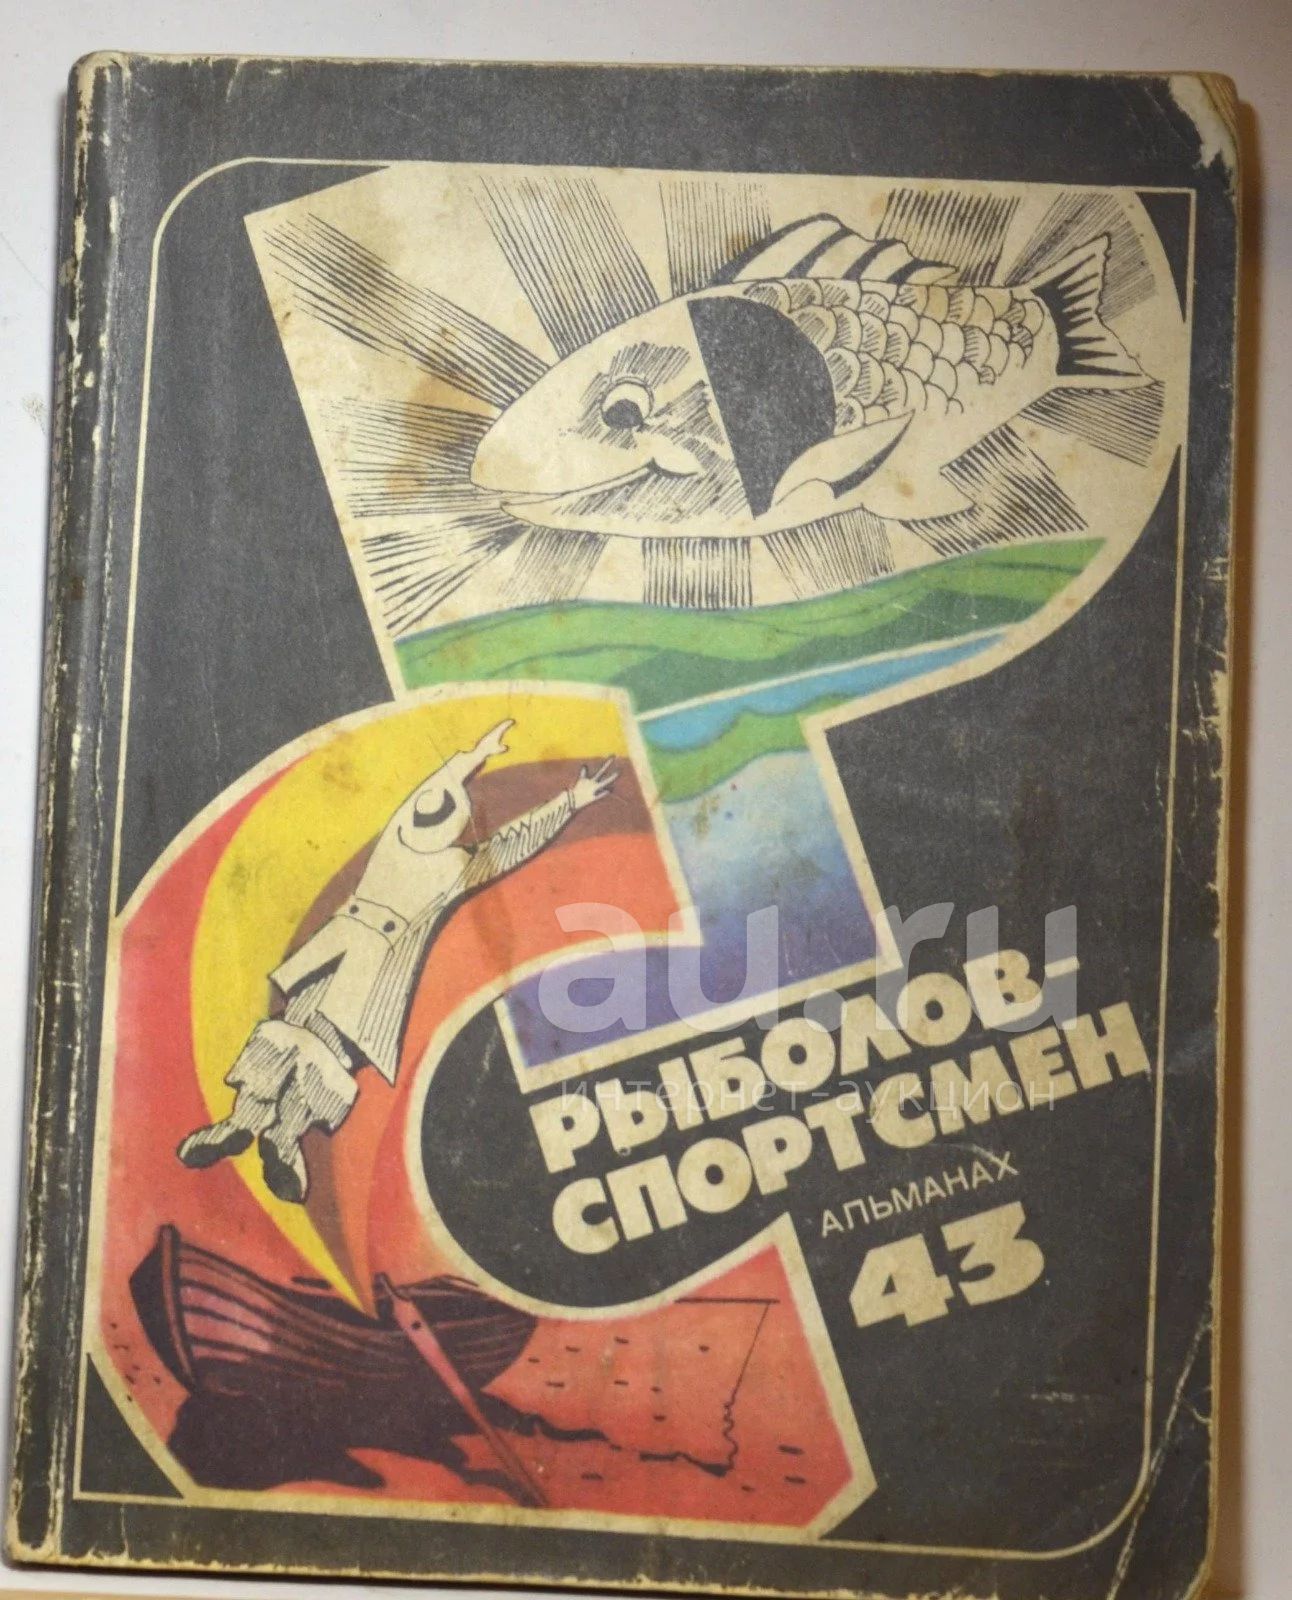 РЫБОЛОВ-
СПОРТСМЕН
АЛЬМАНАХ
43
au.ru
интернет-аукцион